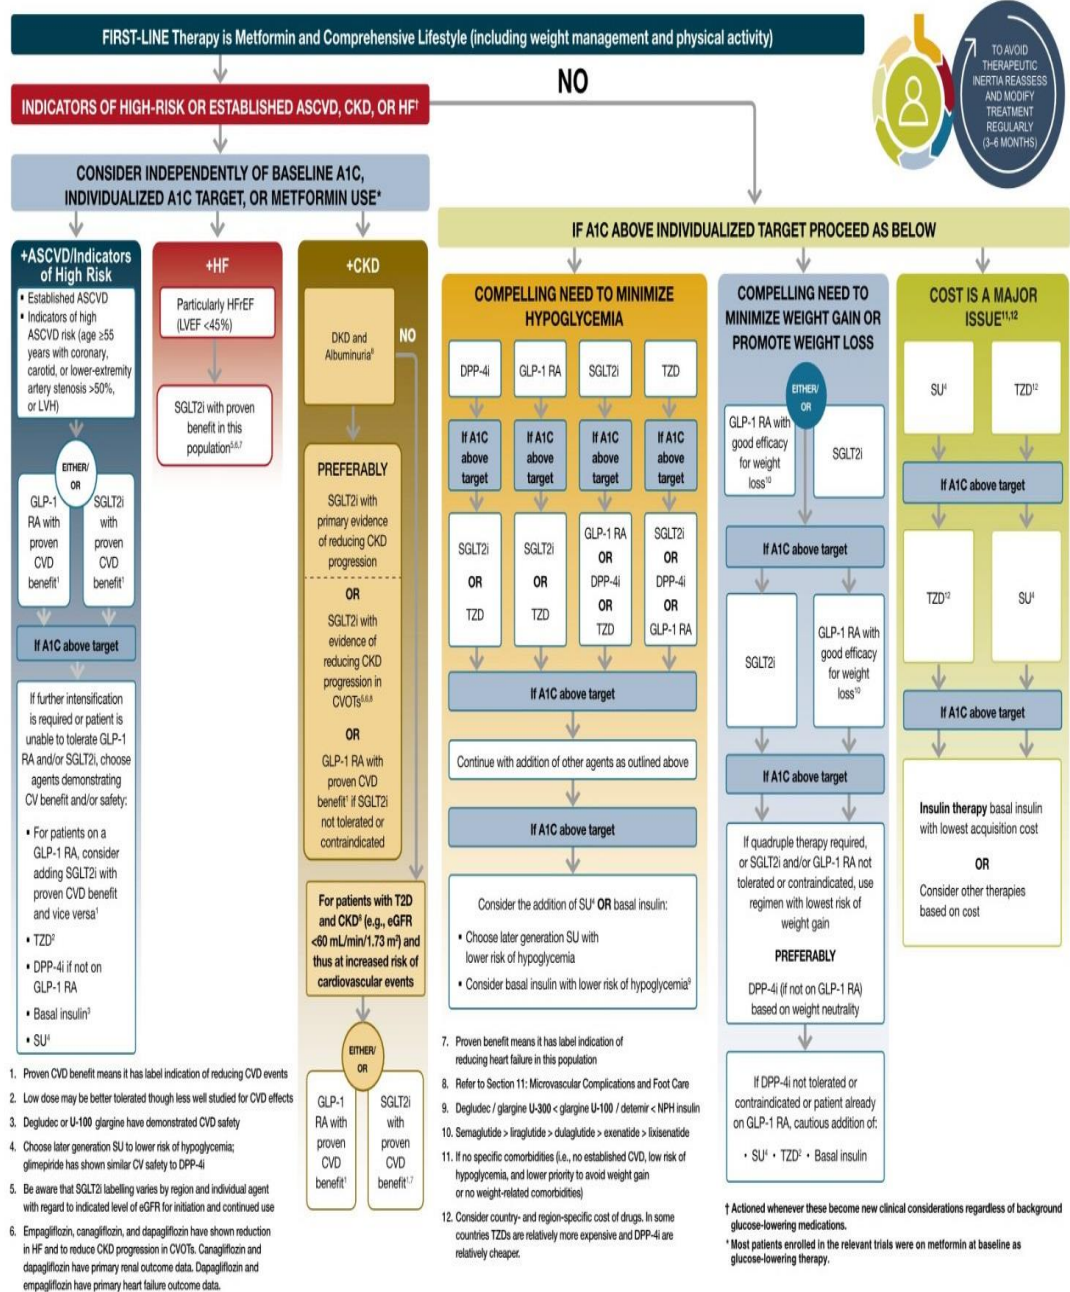 FIRST-LINE Therapy is Metformin and Comprehensive Lifestyle (including weight management and physical activity)
TO AVOID
THERAPEUTIC
INERTIA REASSESS
AND MODIFY
TREATMENT
REGULARLY
(3–6 MONTHS)
INDICATORS OF HIGH-RISK OR ESTABLISHED ASCVD, CKD, OR HF†
NO
CONSIDER INDEPENDENTLY OF BASELINE A1C,
INDIVIDUALIZED A1C TARGET, OR METFORMIN USE*
+ASCVD/Indicators
of High Risk
▪ Established ASCVD
▪ Indicators of high
ASCVD risk (age ≥55
years with coronary,
carotid, or lower-extremity
artery stenosis >50%,
or LVH)
EITHER/
OR
GLP-1
RA with
proven
CVD
benefit¹
SGLT2i
with
proven
CVD
benefit¹
If A1C above target
If further intensification
is required or patient is
unable to tolerate GLP-1
RA and/or SGLT2i, choose
agents demonstrating
CV benefit and/or safety:
▪ For patients on a
GLP-1 RA, consider
adding SGLT2i with
proven CVD benefit
and vice versa¹
▪ TZD²
▪ DPP-4i if not on
GLP-1 RA
▪ Basal insulin³
▪ SU⁴
+HF
Particularly HFrEF
(LVEF <45%)
SGLT2i with proven
benefit in this
population⁵,⁶,⁷
+CKD
DKD and
Albuminuria⁸
NO
PREFERABLY
SGLT2i with
primary evidence
of reducing CKD
progression
OR
SGLT2i with
evidence of
reducing CKD
progression in
CVOTs⁵,⁶,⁸
OR
GLP-1 RA with
proven CVD
benefit¹ if SGLT2i
not tolerated or
contraindicated
For patients with T2D
and CKD⁸ (e.g., eGFR
<60 mL/min/1.73 m²) and
thus at increased risk of
cardiovascular events
EITHER/
OR
GLP-1
RA with
proven
CVD
benefit¹
SGLT2i
with
proven
CVD
benefit¹,⁷
IF A1C ABOVE INDIVIDUALIZED TARGET PROCEED AS BELOW
COMPELLING NEED TO MINIMIZE
HYPOGLYCEMIA
DPP-4i
GLP-1 RA
SGLT2i
TZD
If A1C
above
target
If A1C
above
target
If A1C
above
target
If A1C
above
target
SGLT2i
OR
TZD
SGLT2i
OR
TZD
GLP-1 RA
OR
DPP-4i
OR
TZD
SGLT2i
OR
DPP-4i
OR
GLP-1 RA
If A1C above target
Continue with addition of other agents as outlined above
If A1C above target
Consider the addition of SU⁴ OR basal insulin:
▪ Choose later generation SU with
lower risk of hypoglycemia
▪ Consider basal insulin with lower risk of hypoglycemia⁹
COMPELLING NEED TO
MINIMIZE WEIGHT GAIN OR
PROMOTE WEIGHT LOSS
EITHER/
OR
GLP-1 RA with
good efficacy
for weight
loss¹⁰
SGLT2i
If A1C above target
SGLT2i
GLP-1 RA with
good efficacy
for weight
loss¹⁰
If A1C above target
If quadruple therapy required,
or SGLT2i and/or GLP-1 RA not
tolerated or contraindicated, use
regimen with lowest risk of
weight gain
PREFERABLY
DPP-4i (if not on GLP-1 RA)
based on weight neutrality
If DPP-4i not tolerated or
contraindicated or patient already
on GLP-1 RA, cautious addition of:
• SU⁴ • TZD² • Basal insulin
COST IS A MAJOR
ISSUE¹¹,¹²
SU⁴
TZD¹²
If A1C above target
TZD¹²
SU⁴
If A1C above target
Insulin therapy basal insulin
with lowest acquisition cost
OR
Consider other therapies
based on cost
1. Proven CVD benefit means it has label indication of reducing CVD events
2. Low dose may be better tolerated though less well studied for CVD effects
3. Degludec or U-100 glargine have demonstrated CVD safety
4. Choose later generation SU to lower risk of hypoglycemia;
glimepiride has shown similar CV safety to DPP-4i
5. Be aware that SGLT2i labelling varies by region and individual agent
with regard to indicated level of eGFR for initiation and continued use
6. Empagliflozin, canagliflozin, and dapagliflozin have shown reduction
in HF and to reduce CKD progression in CVOTs. Canagliflozin and
dapagliflozin have primary renal outcome data. Dapagliflozin and
empagliflozin have primary heart failure outcome data.
7. Proven benefit means it has label indication of
reducing heart failure in this population
8. Refer to Section 11: Microvascular Complications and Foot Care
9. Degludec / glargine U-300 < glargine U-100 / detemir < NPH insulin
10. Semaglutide > liraglutide > dulaglutide > exenatide > lixisenatide
11. If no specific comorbidities (i.e., no established CVD, low risk of
hypoglycemia, and lower priority to avoid weight gain
or no weight-related comorbidities)
12. Consider country- and region-specific cost of drugs. In some
countries TZDs are relatively more expensive and DPP-4i are
relatively cheaper.
† Actioned whenever these become new clinical considerations regardless of background
glucose-lowering medications.
* Most patients enrolled in the relevant trials were on metformin at baseline as
glucose-lowering therapy.